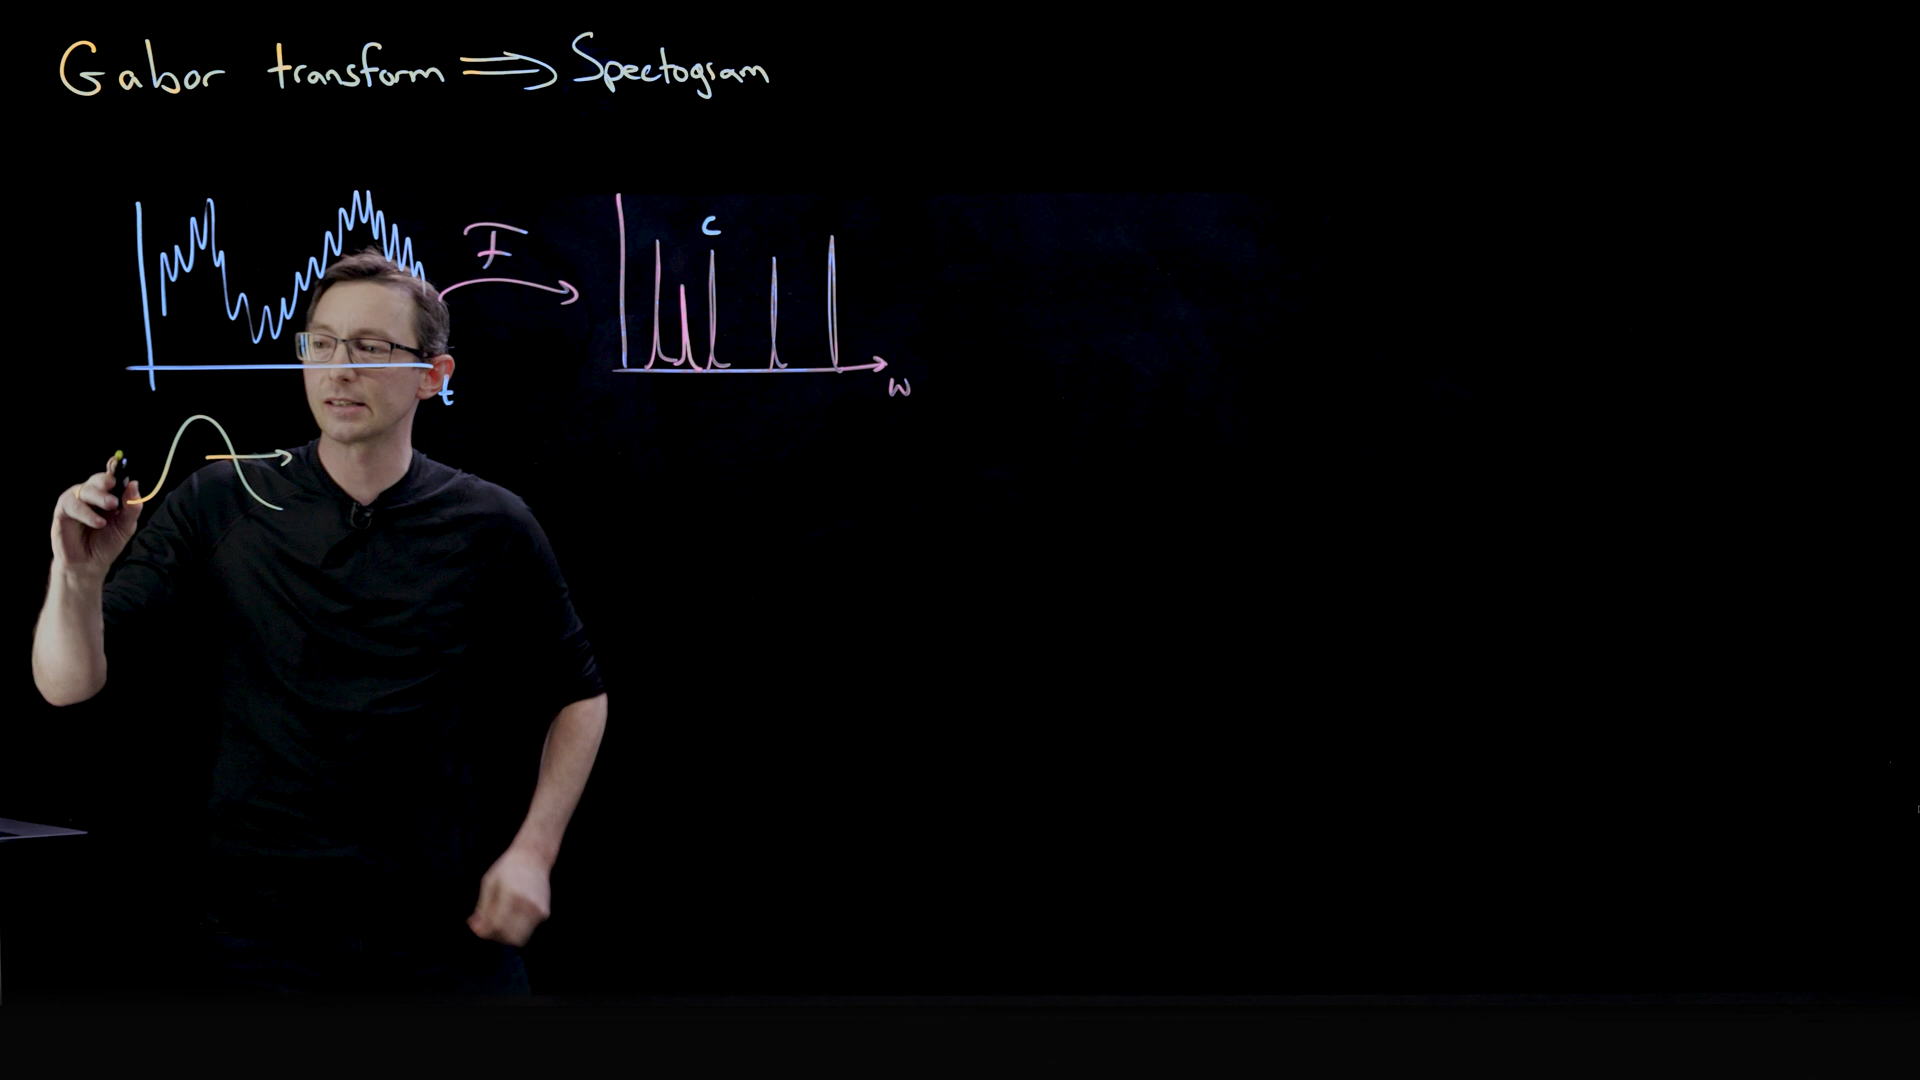 Gabor transform ⟹ Spectogram
F
c
t
ω